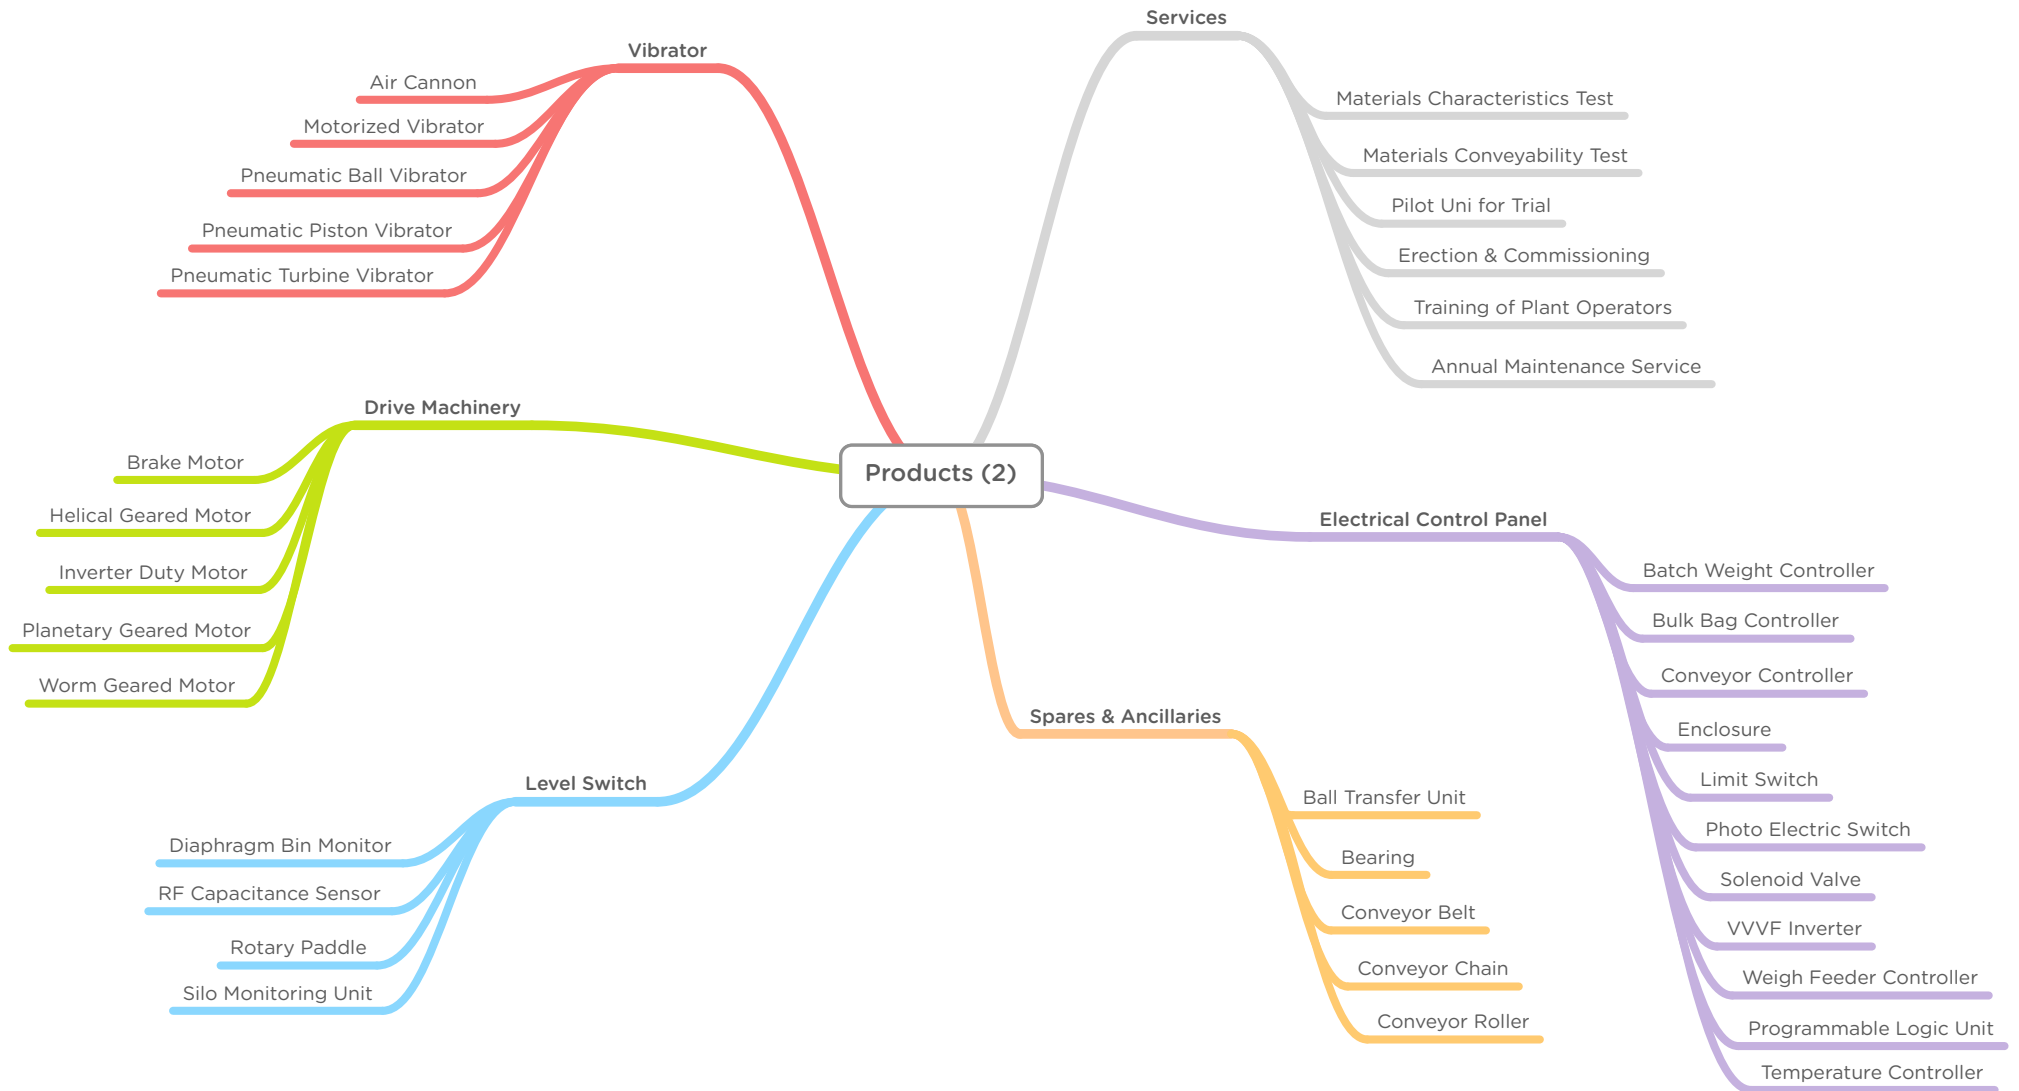 Services
Vibrator
Air Cannon
Motorized Vibrator
Pneumatic Ball Vibrator
Pneumatic Piston Vibrator
Pneumatic Turbine Vibrator
Materials Characteristics Test
Materials Conveyability Test
Pilot Uni for Trial
Erection & Commissioning
Training of Plant Operators
Annual Maintenance Service
Drive Machinery
Brake Motor
Helical Geared Motor
Inverter Duty Motor
Planetary Geared Motor
Worm Geared Motor
Products (2)
Electrical Control Panel
Batch Weight Controller
Bulk Bag Controller
Conveyor Controller
Enclosure
Limit Switch
Photo Electric Switch
Solenoid Valve
VVVF Inverter
Weigh Feeder Controller
Programmable Logic Unit
Temperature Controller
Spares & Ancillaries
Ball Transfer Unit
Bearing
Conveyor Belt
Conveyor Chain
Conveyor Roller
Level Switch
Diaphragm Bin Monitor
RF Capacitance Sensor
Rotary Paddle
Silo Monitoring Unit